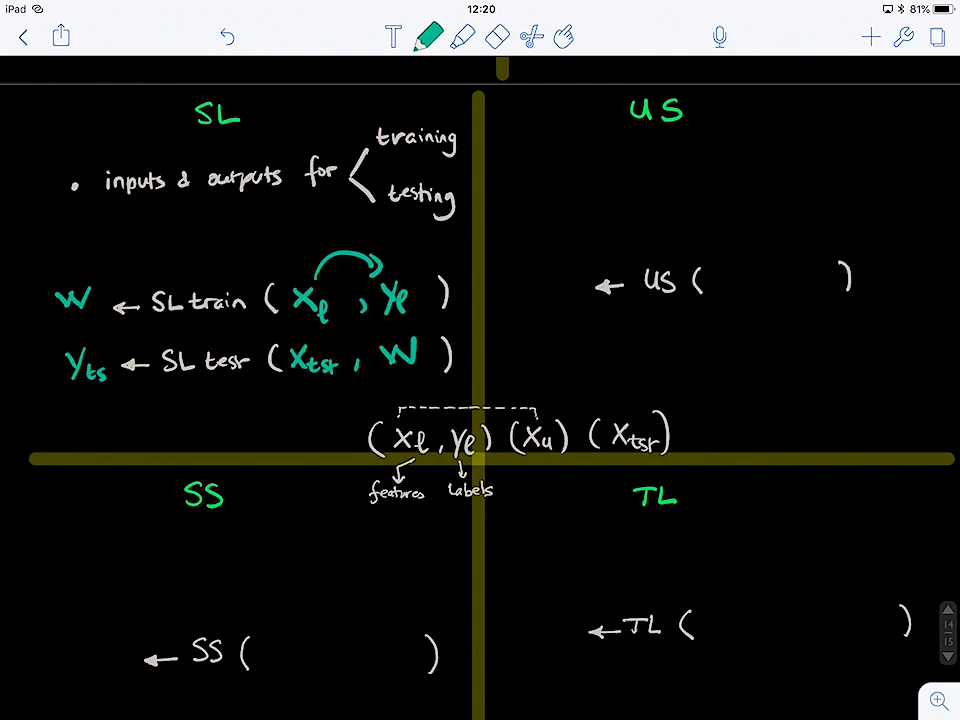 iPad 12:20 81%
T
SL
US
training
• inputs & outputs for
testing
← US ( )
W ← SL train ( Xℓ , Yℓ )
Yts ← SL test ( Xtst , W )
( Xℓ , Yℓ ) ( Xu ) ( Xtst )
features labels
SS
TL
← TL ( )
← SS ( )
14
15